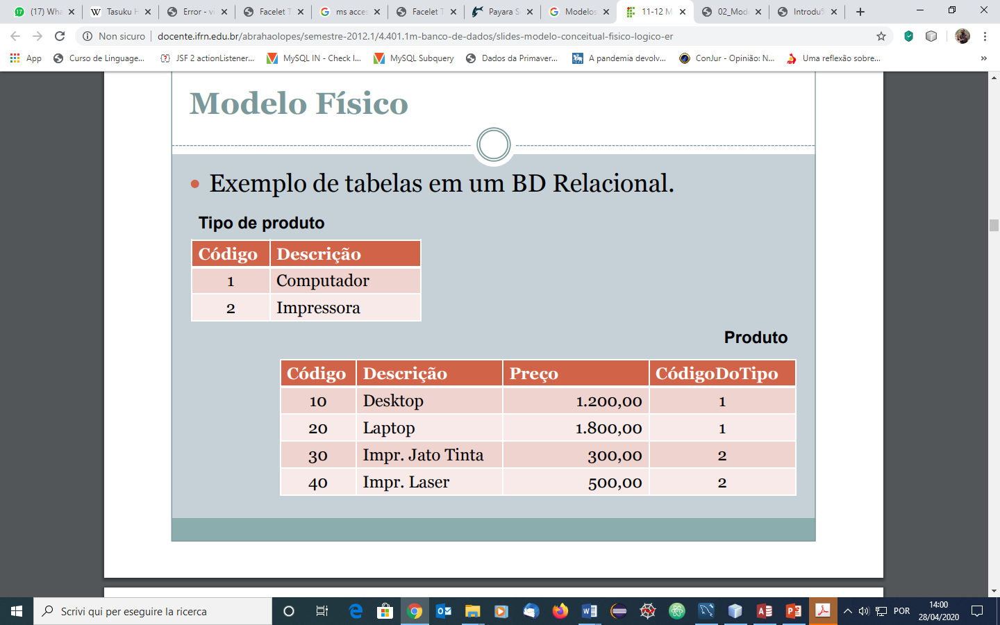 (17) Wha
Tasuku H
Error - vi
Facelet T
ms acces
Facelet T
Payara S
Modelos
11-12 M
02_Mode
Introdu
Non sicuro
docente.ifrn.edu.br/abrahaolopes/semestre-2012.1/4.401.1m-banco-de-dados/slides-modelo-conceitual-fisico-logico-er
App
Curso de Linguage...
JSF 2 actionListener...
MySQL IN - Check I...
MySQL Subquery
Dados da Primaver...
A pandemia devolv...
ConJur - Opinião: N...
Uma reflexão sobre...
»
Modelo Físico
Exemplo de tabelas em um BD Relacional.
Tipo de produto
Código Descrição
1 Computador
2 Impressora
Produto
Código Descrição Preço CódigoDoTipo
10 Desktop 1.200,00 1
20 Laptop 1.800,00 1
30 Impr. Jato Tinta 300,00 2
40 Impr. Laser 500,00 2
Scrivi qui per eseguire la ricerca
POR
14:00
28/04/2020